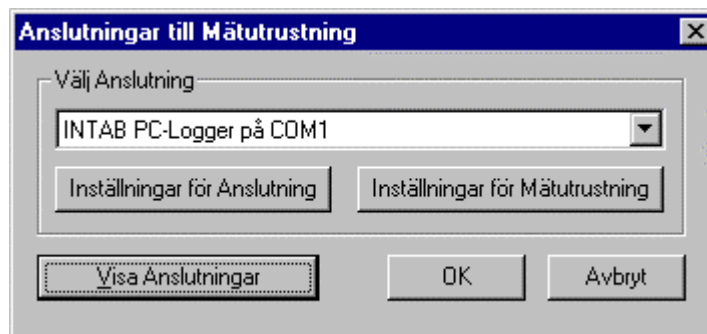 Anslutningar till Mätutrustning
Välj Anslutning
INTAB PC-Logger på COM1
Inställningar för Anslutning Inställningar för Mätutrustning
Visa Anslutningar OK Avbryt